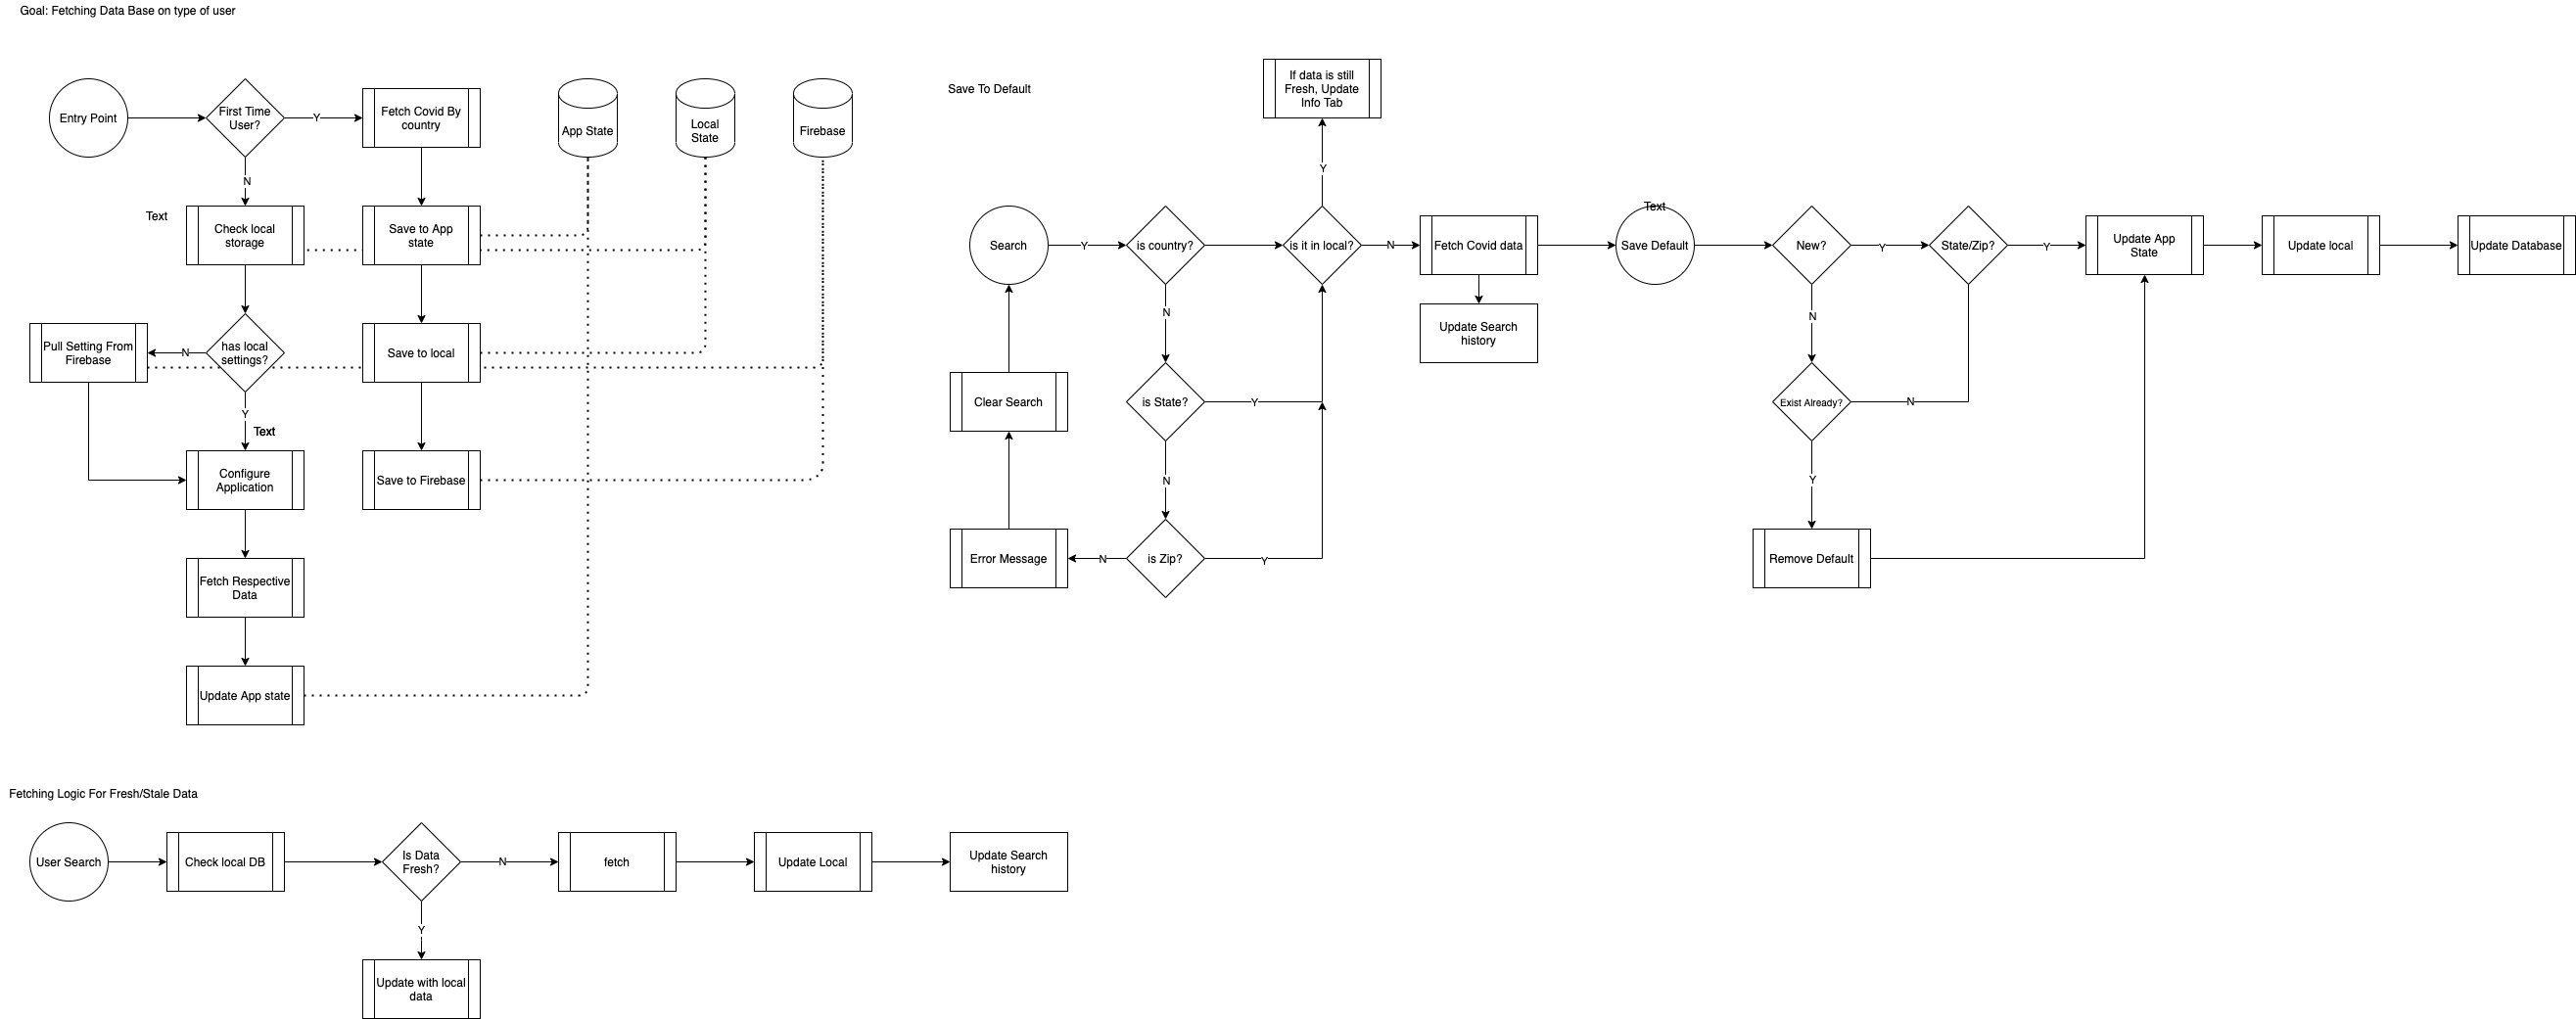 Goal: Fetching Data Base on type of user
Entry Point
First Time
User?
Y
Fetch Covid By
country
App State
Local
State
Firebase
N
Text
Check local
storage
Save to App
state
Pull Setting From
Firebase
N
has local
settings?
Save to local
Y
Text
Configure
Application
Save to Firebase
Fetch Respective
Data
Update App state
Save To Default
If data is still
Fresh, Update
Info Tab
Y
Search
Y
is country?
is it in local?
N
Fetch Covid data
Text
Save Default
New?
Y
State/Zip?
Y
Update App
State
Update local
Update Database
N
Update Search
history
N
Clear Search
is State?
Y
Exist Already?
N
N
Y
Error Message
N
is Zip?
Y
Remove Default
Fetching Logic For Fresh/Stale Data
User Search
Check local DB
Is Data
Fresh?
N
fetch
Update Local
Update Search
history
Y
Update with local
data